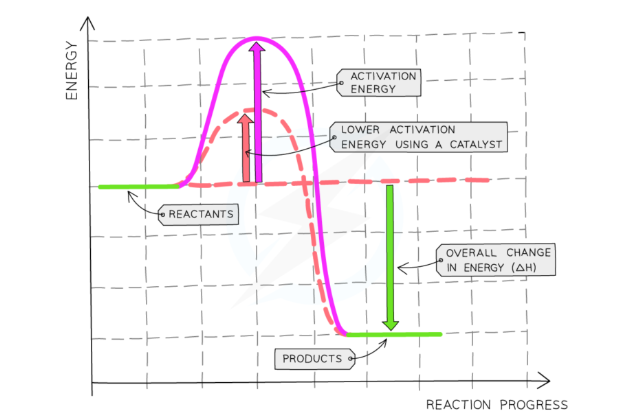 ENERGY
ACTIVATION
ENERGY
LOWER ACTIVATION
ENERGY USING A CATALYST
REACTANTS
OVERALL CHANGE
IN ENERGY (ΔH)
PRODUCTS
REACTION PROGRESS